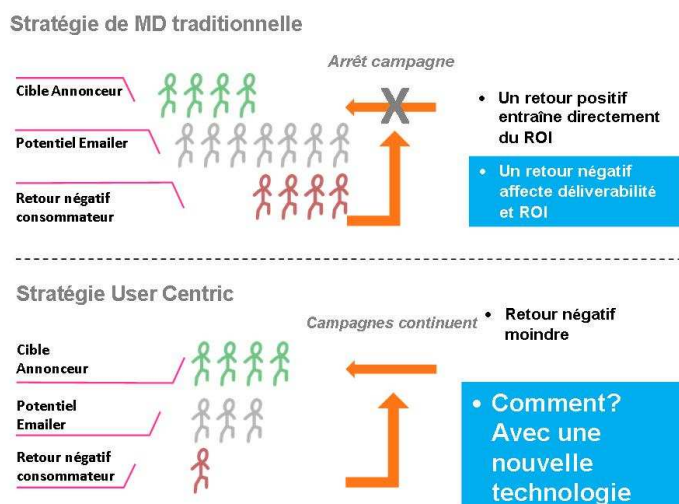 Stratégie de MD traditionnelle
Arrêt campagne
Cible Annonceur
Potentiel Emailer
Retour négatif
consommateur
X
• Un retour positif
entraîne directement
du ROI
• Un retour négatif
affecte déliverabilité
et ROI
Stratégie User Centric
Campagnes continuent
Cible
Annonceur
Potentiel
Emailer
Retour négatif
consommateur
• Retour négatif
moindre
• Comment?
Avec une
nouvelle
technologie